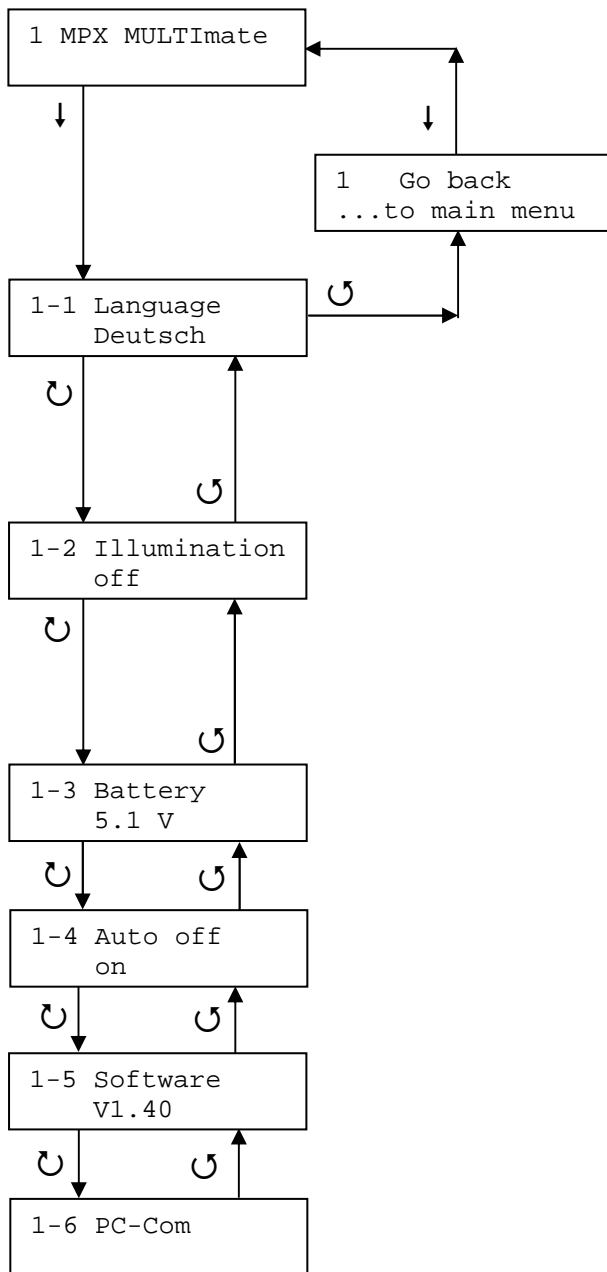 1 MPX MULTImate
1 Go back
...to main menu
1-1 Language
Deutsch
1-2 Illumination
off
1-3 Battery
5.1 V
1-4 Auto off
on
1-5 Software
V1.40
1-6 PC-Com